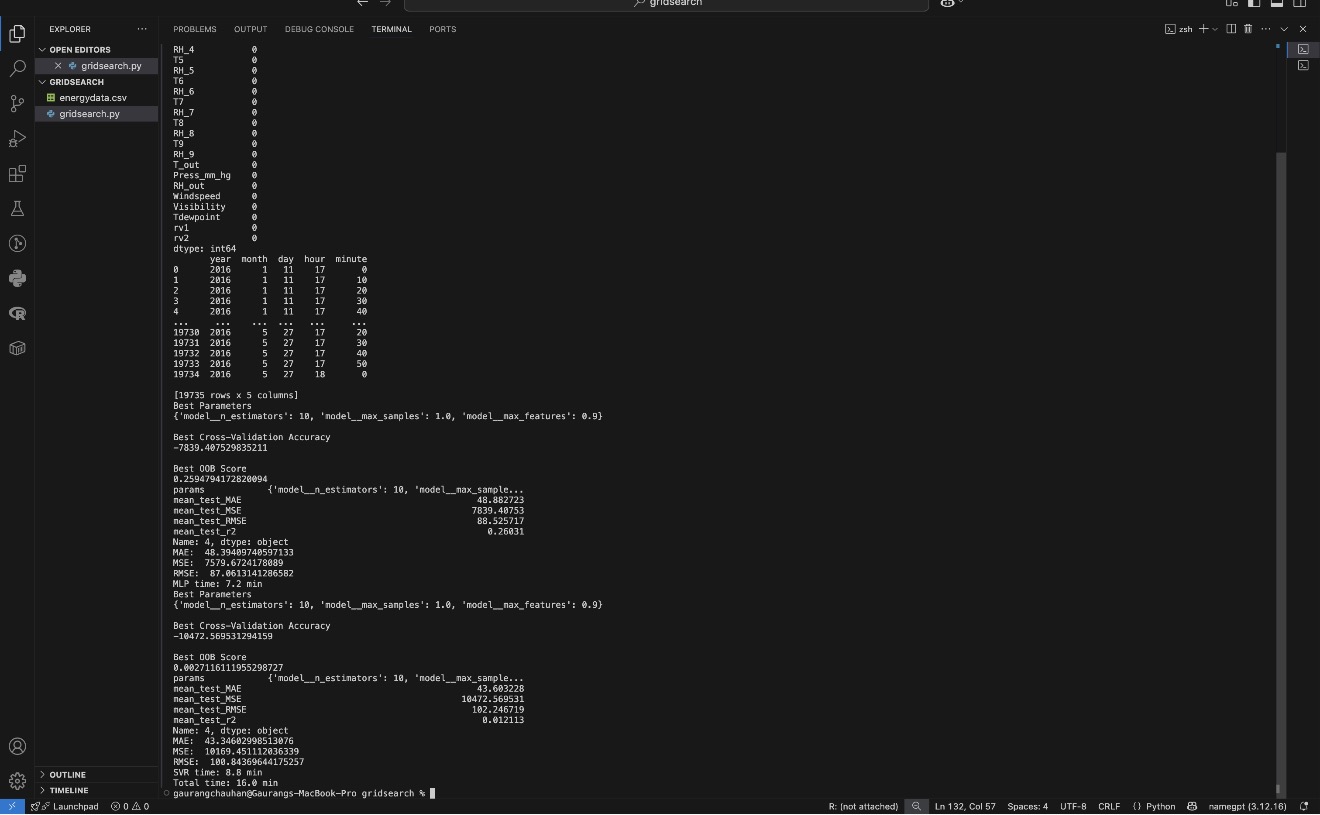 gridsearch
EXPLORER
PROBLEMS OUTPUT DEBUG CONSOLE TERMINAL PORTS
zsh
OPEN EDITORS
gridsearch.py
GRIDSEARCH
energydata.csv
gridsearch.py
RH_4 0
T5 0
RH_5 0
T6 0
RH_6 0
T7 0
RH_7 0
T8 0
RH_8 0
T9 0
RH_9 0
T_out 0
Press_mm_hg 0
RH_out 0
Windspeed 0
Visibility 0
Tdewpoint 0
rv1 0
rv2 0
dtype: int64
year month day hour minute
0 2016 1 11 17 0
1 2016 1 11 17 10
2 2016 1 11 17 20
3 2016 1 11 17 30
4 2016 1 11 17 40
... ... ... ... ... ...
19730 2016 5 27 17 20
19731 2016 5 27 17 30
19732 2016 5 27 17 40
19733 2016 5 27 17 50
19734 2016 5 27 18 0
[19735 rows x 5 columns]
Best Parameters
{'model__n_estimators': 10, 'model__max_samples': 1.0, 'model__max_features': 0.9}
Best Cross-Validation Accuracy
-7839.407529835211
Best OOB Score
0.2594794172820094
params {'model__n_estimators': 10, 'model__max_sample...
mean_test_MAE 48.882723
mean_test_MSE 7839.40753
mean_test_RMSE 88.525717
mean_test_r2 0.26031
Name: 4, dtype: object
MAE: 48.39409740597133
MSE: 7579.6724178089
RMSE: 87.0613141286582
MLP time: 7.2 min
Best Parameters
{'model__n_estimators': 10, 'model__max_samples': 1.0, 'model__max_features': 0.9}
Best Cross-Validation Accuracy
-10472.569531294159
Best OOB Score
0.0027116111955298727
params {'model__n_estimators': 10, 'model__max_sample...
mean_test_MAE 43.603228
mean_test_MSE 10472.569531
mean_test_RMSE 102.246719
mean_test_r2 0.012113
Name: 4, dtype: object
MAE: 43.34602998513076
MSE: 10169.451112036339
RMSE: 100.84369644175257
SVR time: 8.8 min
Total time: 16.0 min
gaurangchauhan@Gaurangs-MacBook-Pro gridsearch %
OUTLINE
TIMELINE
Launchpad 0 0 R: (not attached) Ln 132, Col 57 Spaces: 4 UTF-8 CRLF {} Python namegpt (3.12.16)